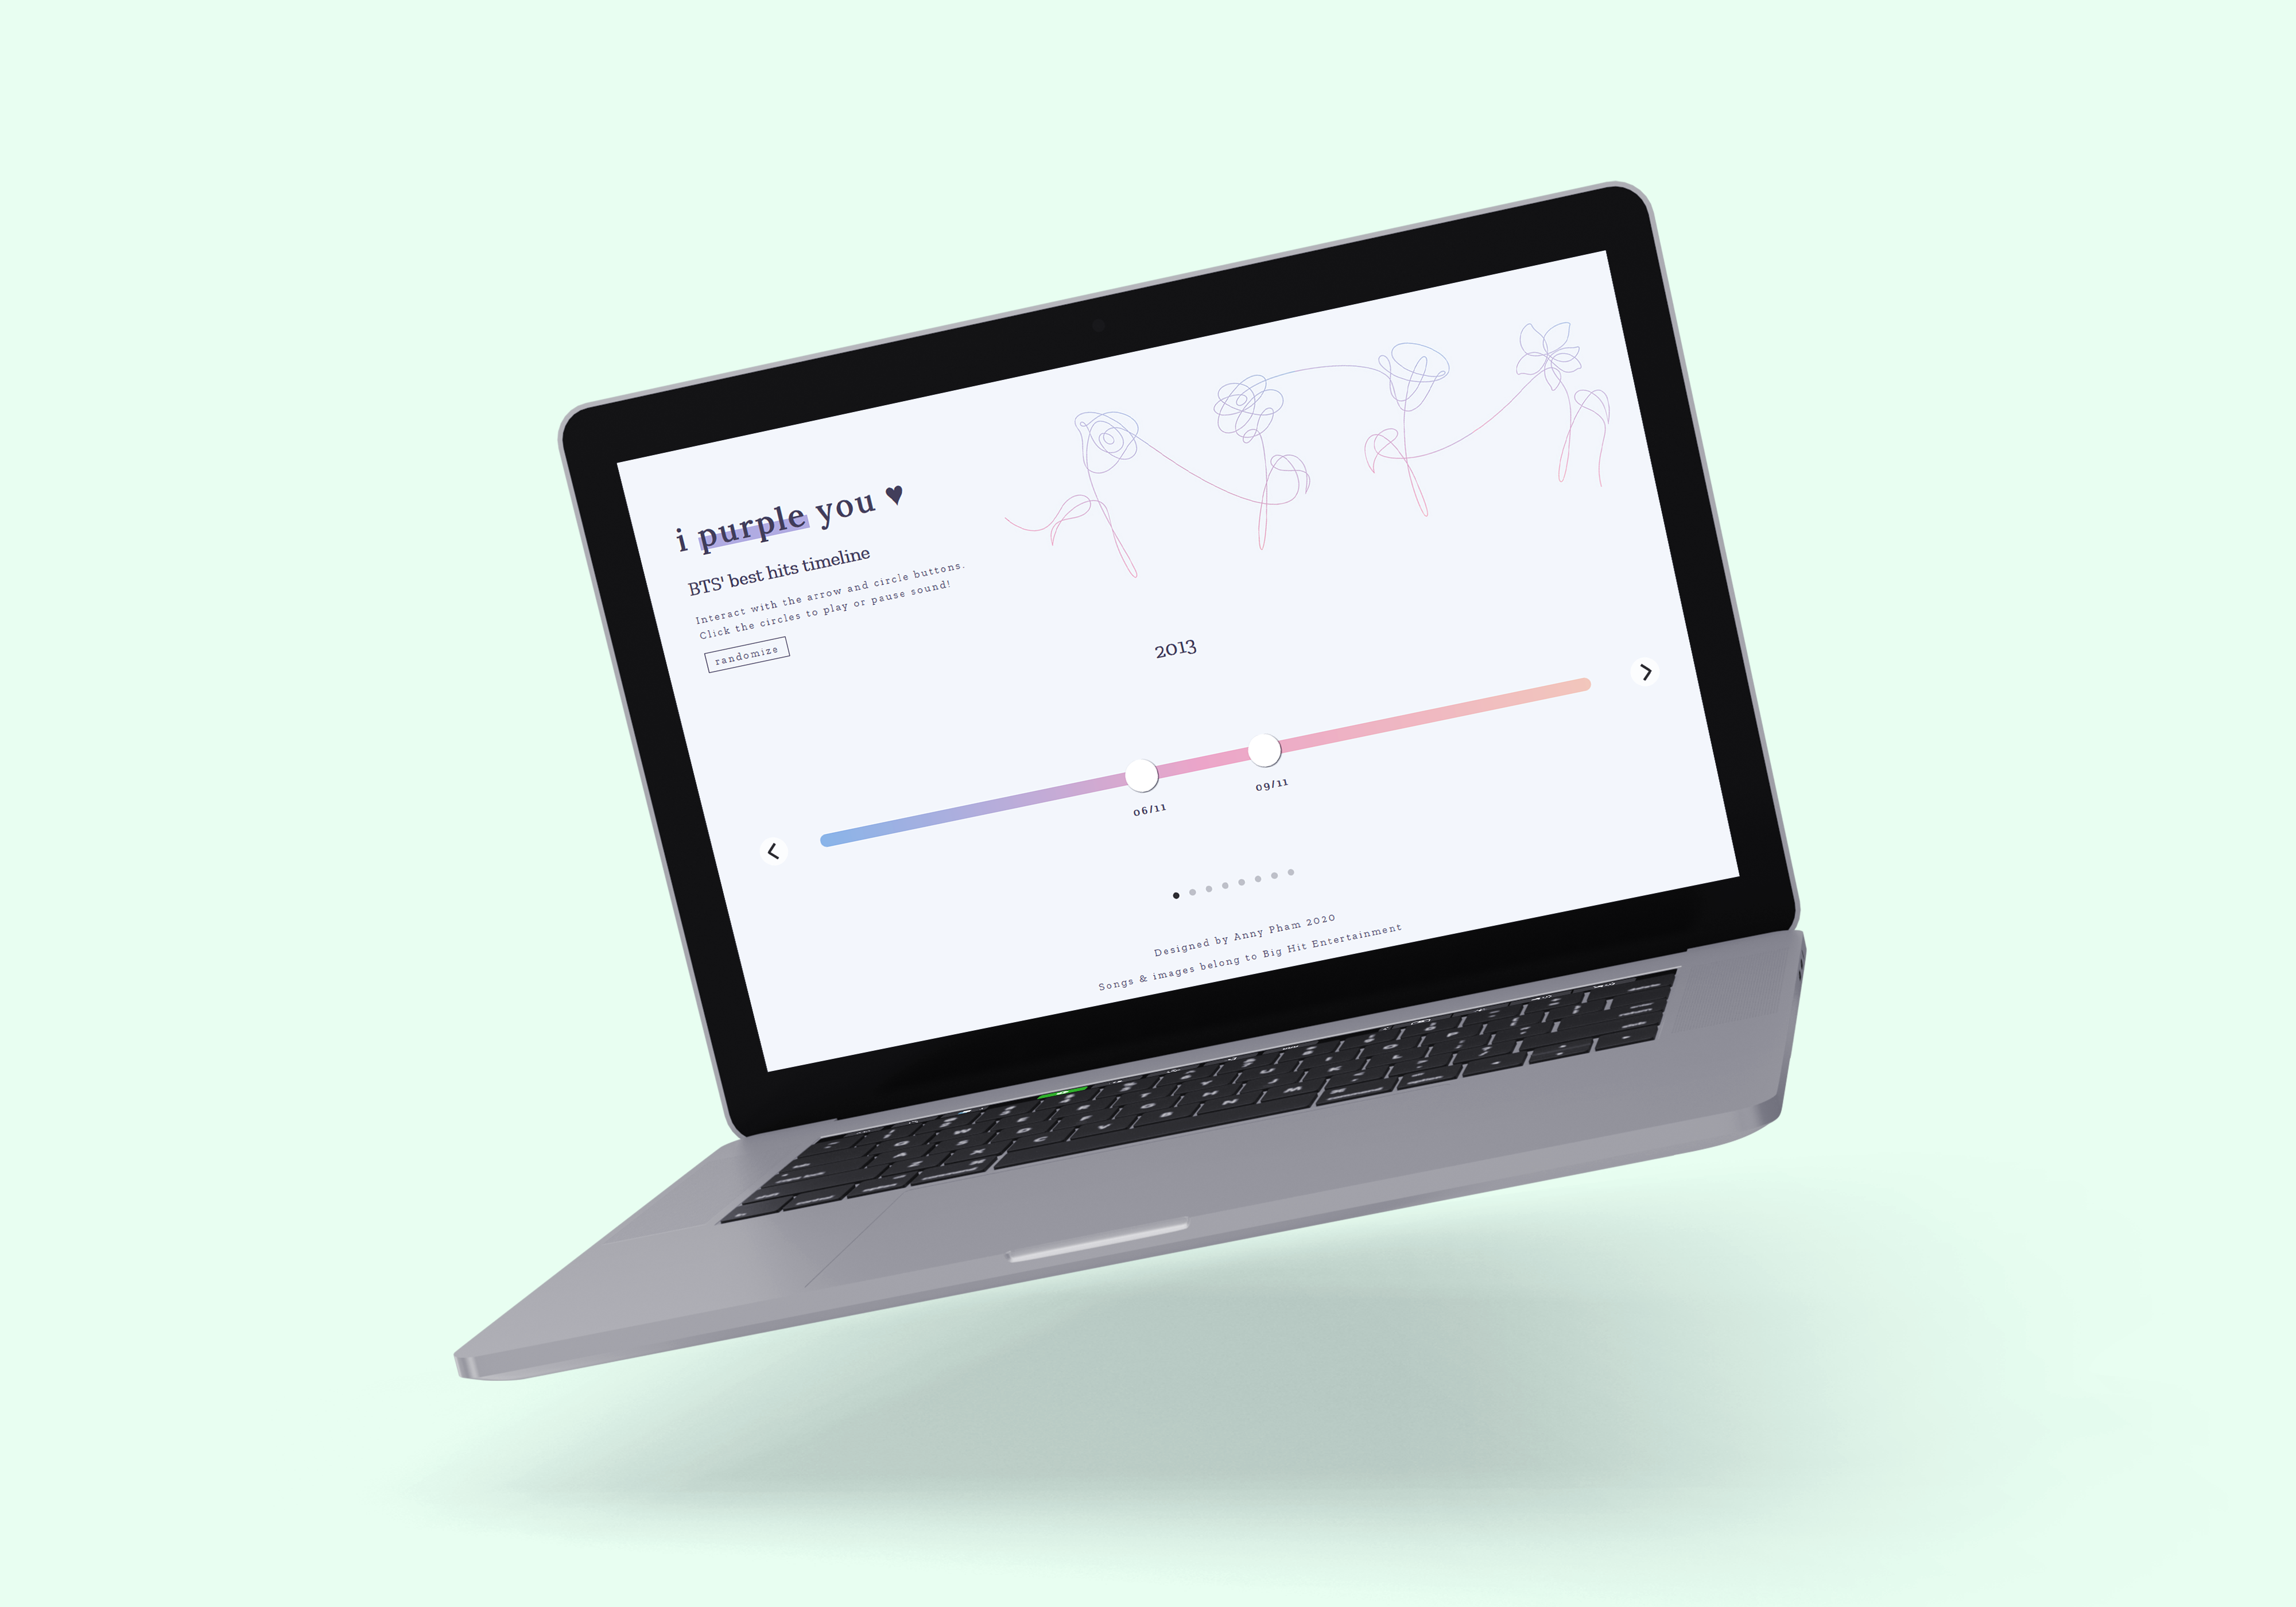 i purple you ♥
BTS' best hits timeline
Interact with the arrow and circle buttons.
Click the circles to play or pause sound!
randomize
2013
06/11
09/11
Designed by Anny Pham 2020
Songs & images belong to Big Hit Entertainment